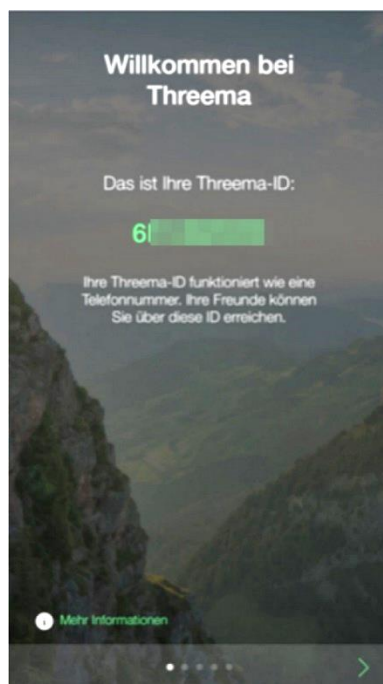 Willkommen bei
Threema
Das ist Ihre Threema-ID:
Ihre Threema-ID funktioniert wie eine
Telefonnummer. Ihre Freunde können
Sie über diese ID erreichen.
Mehr Informationen